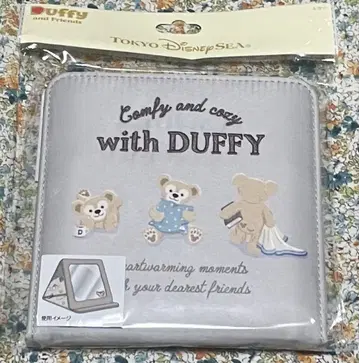 Duffy
and Friends
TOKYO DISNEY SEA
Comfy and cozy
with DUFFY
D
heartwarming moments
your dearest friends
使用イメージ